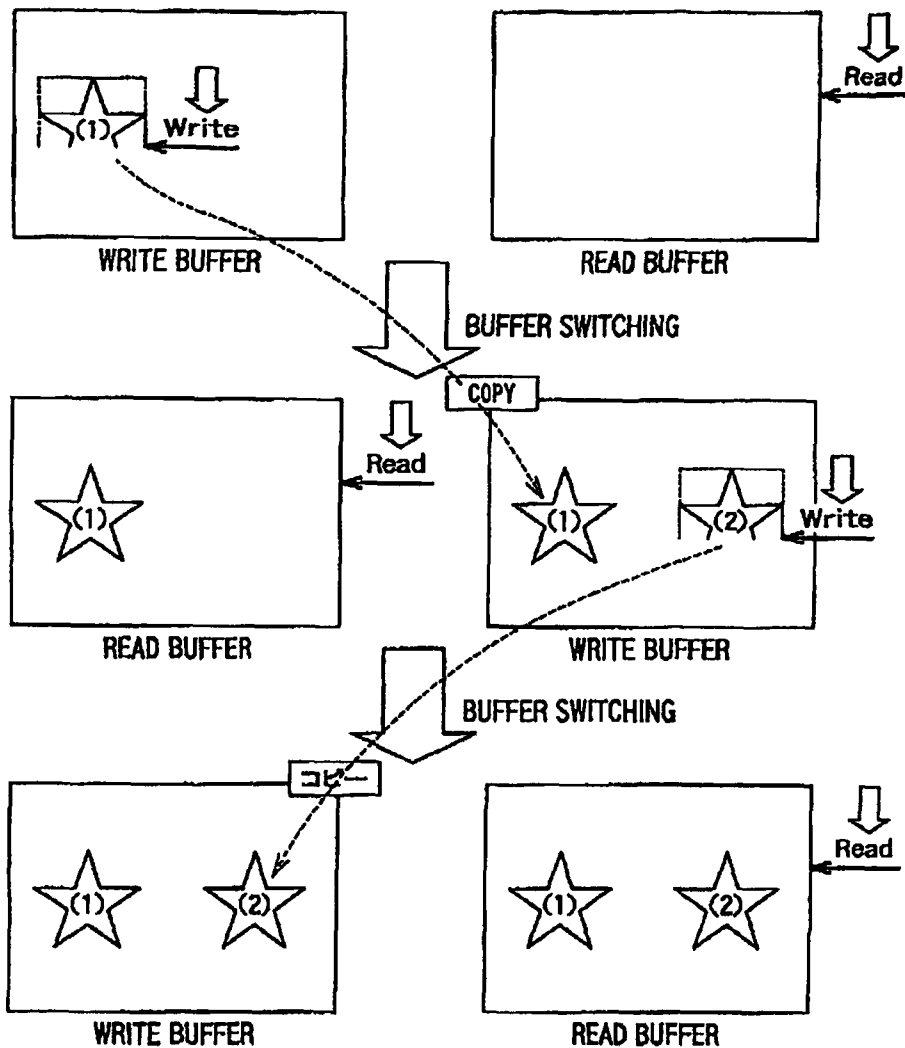 Read
(1)
Write
WRITE BUFFER
READ BUFFER
BUFFER SWITCHING
COPY
Read
(1)
(1)
(2)
Write
READ BUFFER
WRITE BUFFER
BUFFER SWITCHING
コピー
Read
(1)
(2)
(1)
(2)
WRITE BUFFER
READ BUFFER